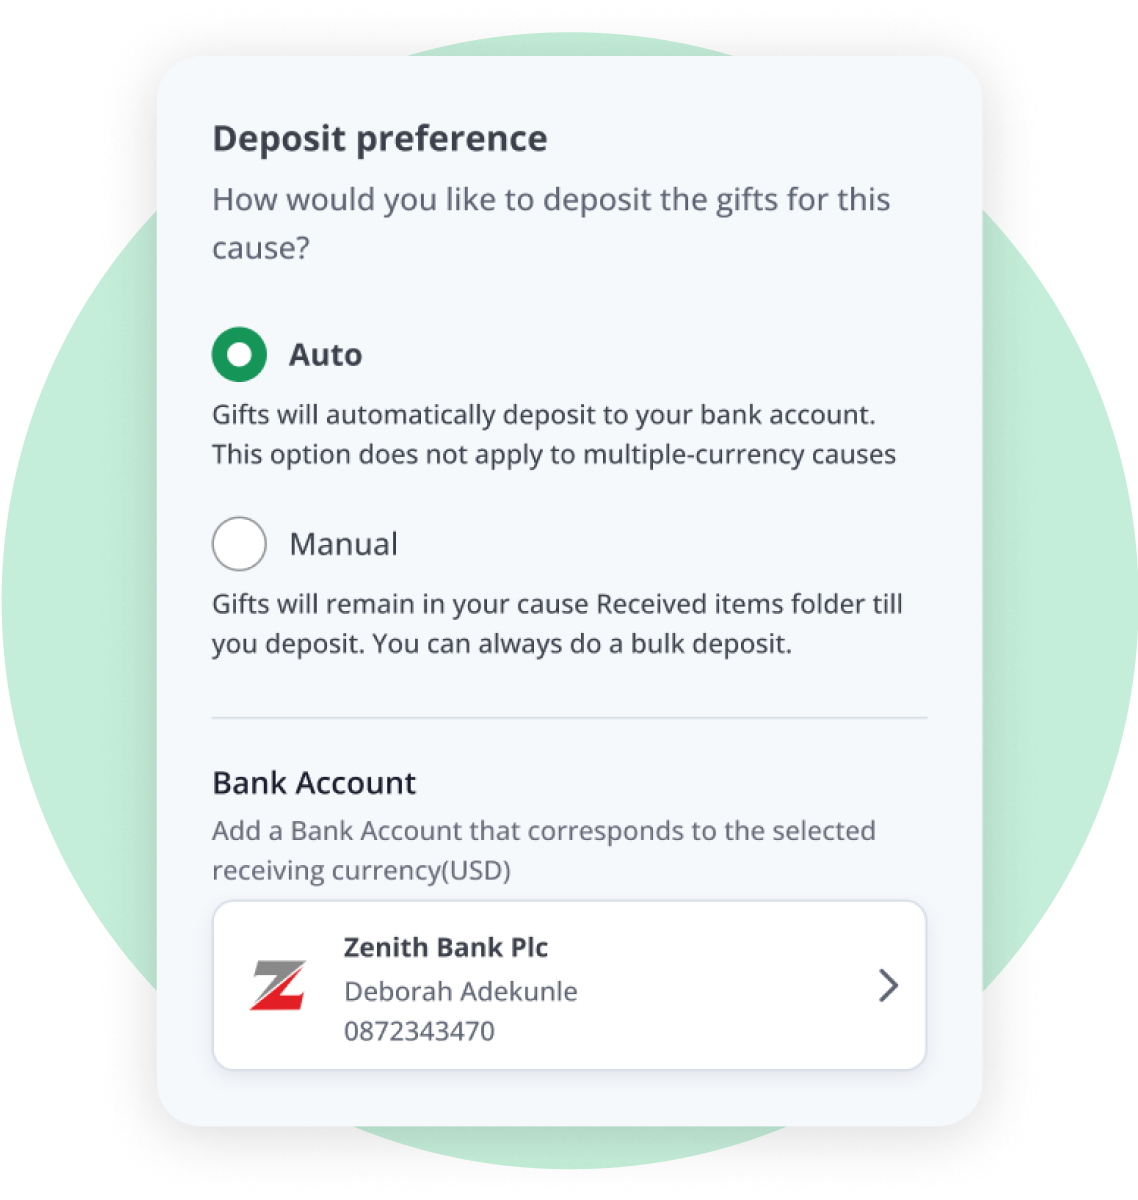 Deposit preference
How would you like to deposit the gifts for this
cause?
Auto
Gifts will automatically deposit to your bank account.
This option does not apply to multiple-currency causes
Manual
Gifts will remain in your cause Received items folder till
you deposit. You can always do a bulk deposit.
Bank Account
Add a Bank Account that corresponds to the selected
receiving currency(USD)
Zenith Bank Plc
Deborah Adekunle
0872343470